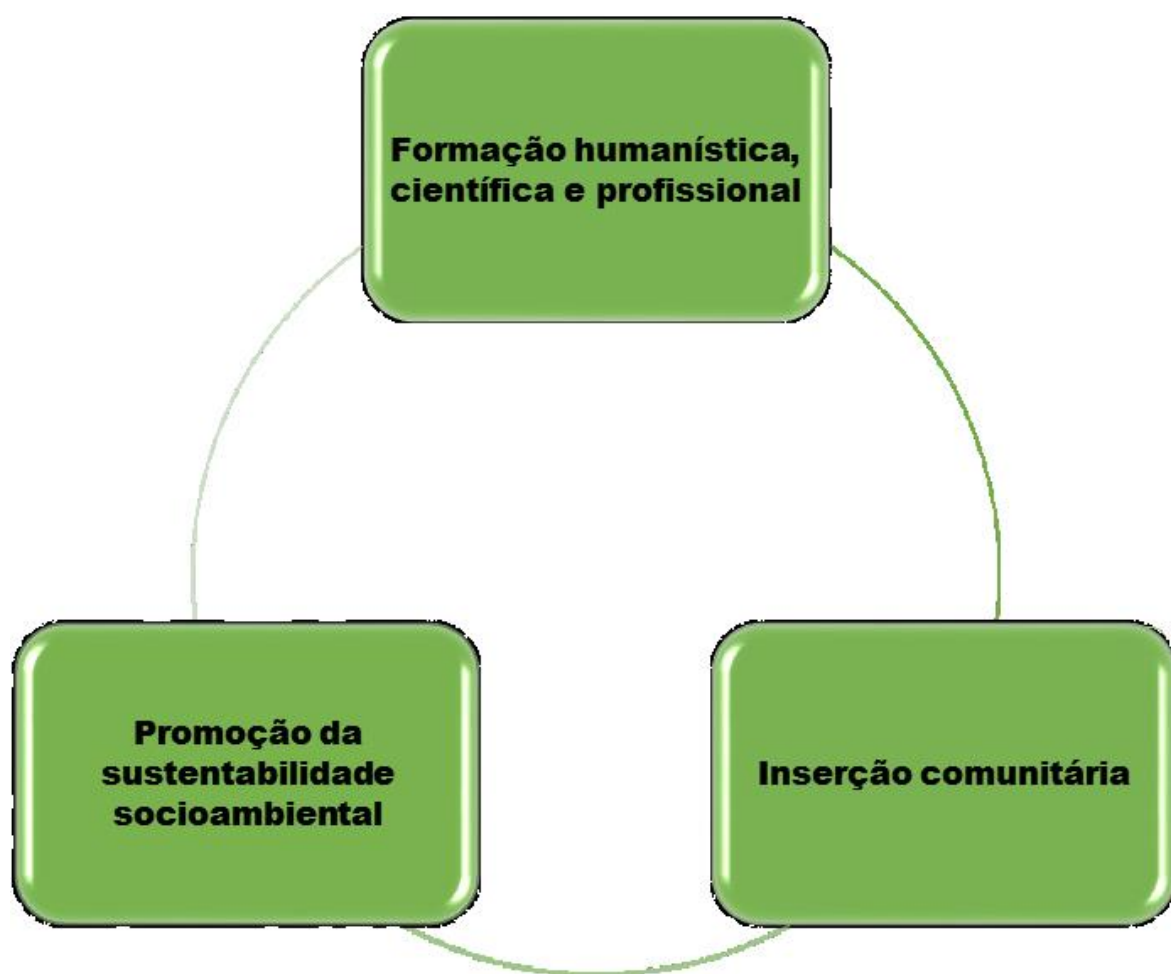 Formação humanística,
científica e profissional
Promoção da
sustentabilidade
socioambiental
Inserção comunitária